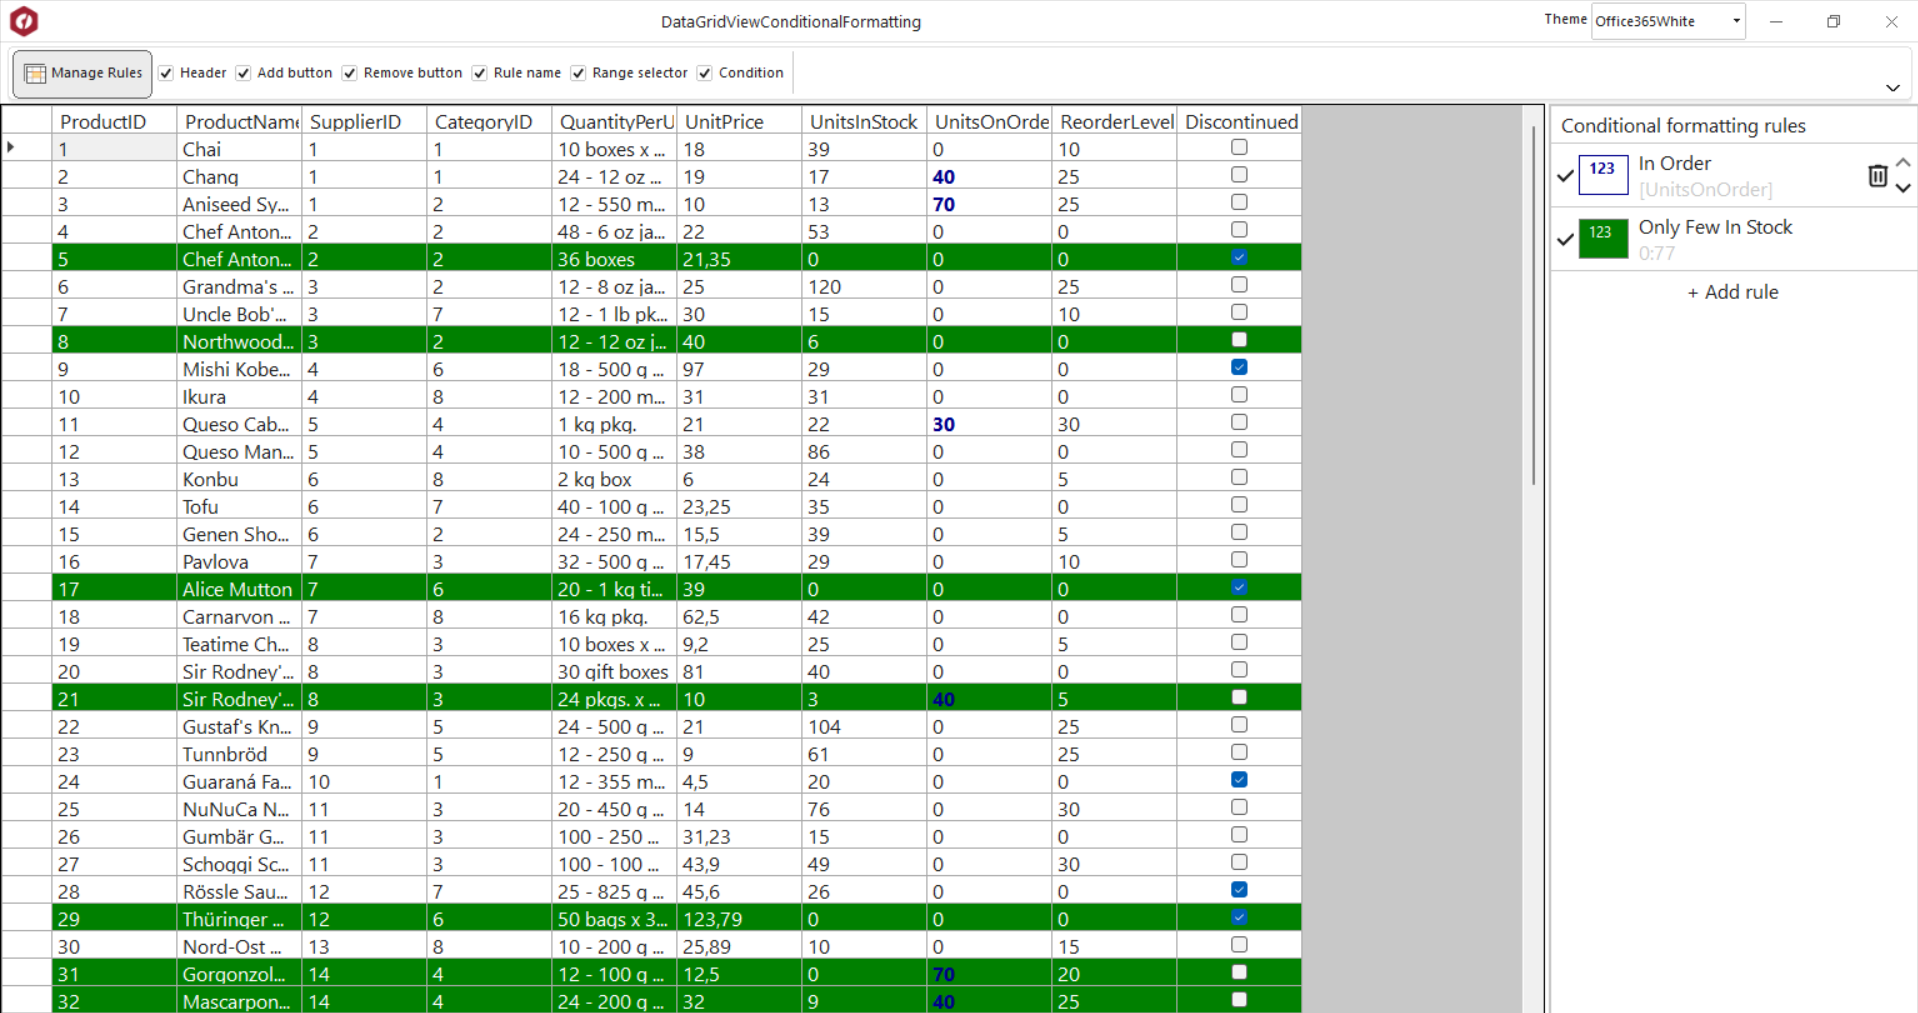 DataGridViewConditionalFormatting
Theme Office365White
Manage Rules Header Add button Remove button Rule name Range selector Condition
ProductID ProductName SupplierID CategoryID QuantityPerU UnitPrice UnitsInStock UnitsOnOrde ReorderLevel Discontinued
1 Chai 1 1 10 boxes x ... 18 39 0 10
2 Chang 1 1 24 - 12 oz ... 19 17 40 25
3 Aniseed Sy... 1 2 12 - 550 m... 10 13 70 25
4 Chef Anton... 2 2 48 - 6 oz ja... 22 53 0 0
5 Chef Anton... 2 2 36 boxes 21,35 0 0 0
6 Grandma's ... 3 2 12 - 8 oz ja... 25 120 0 25
7 Uncle Bob'... 3 7 12 - 1 lb pk... 30 15 0 10
8 Northwood... 3 2 12 - 12 oz j... 40 6 0 0
9 Mishi Kobe... 4 6 18 - 500 g ... 97 29 0 0
10 Ikura 4 8 12 - 200 m... 31 31 0 0
11 Queso Cab... 5 4 1 kg pkg. 21 22 30 30
12 Queso Man... 5 4 10 - 500 g ... 38 86 0 0
13 Konbu 6 8 2 kg box 6 24 0 5
14 Tofu 6 7 40 - 100 g ... 23,25 35 0 0
15 Genen Sho... 6 2 24 - 250 m... 15,5 39 0 5
16 Pavlova 7 3 32 - 500 g ... 17,45 29 0 10
17 Alice Mutton 7 6 20 - 1 kg ti... 39 0 0 0
18 Carnarvon ... 7 8 16 kg pkg. 62,5 42 0 0
19 Teatime Ch... 8 3 10 boxes x ... 9,2 25 0 5
20 Sir Rodney'... 8 3 30 gift boxes 81 40 0 0
21 Sir Rodney'... 8 3 24 pkgs. x ... 10 3 40 5
22 Gustaf's Kn... 9 5 24 - 500 g ... 21 104 0 25
23 Tunnbröd 9 5 12 - 250 g ... 9 61 0 25
24 Guaraná Fa... 10 1 12 - 355 m... 4,5 20 0 0
25 NuNuCa N... 11 3 20 - 450 g ... 14 76 0 30
26 Gumbär G... 11 3 100 - 250 ... 31,23 15 0 0
27 Schoggi Sc... 11 3 100 - 100 ... 43,9 49 0 30
28 Rössle Sau... 12 7 25 - 825 g ... 45,6 26 0 0
29 Thüringer ... 12 6 50 bags x 3... 123,79 0 0 0
30 Nord-Ost ... 13 8 10 - 200 g ... 25,89 10 0 15
31 Gorgonzol... 14 4 12 - 100 g ... 12,5 0 70 20
32 Mascarpon... 14 4 24 - 200 g ... 32 9 40 25
Conditional formatting rules
123 In Order
[UnitsOnOrder]
123 Only Few In Stock
0:77
+ Add rule